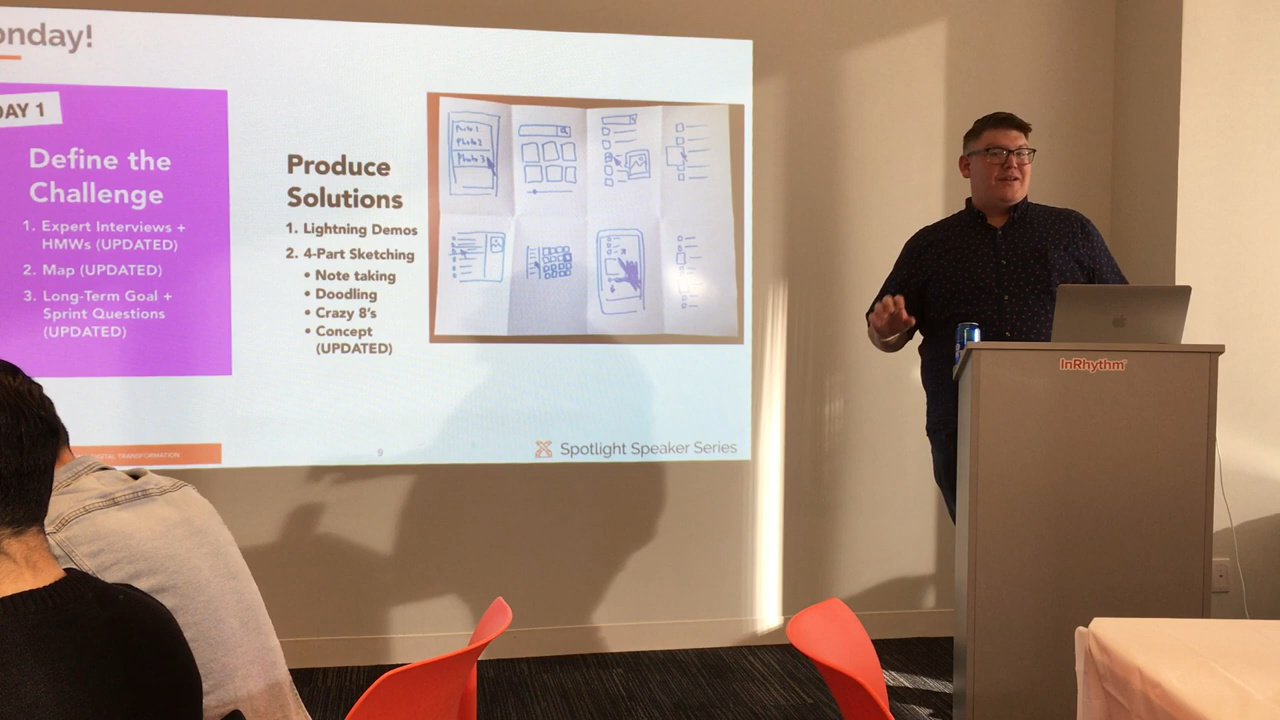 onday!
DAY 1
Define the
Challenge
1. Expert Interviews +
HMWs (UPDATED)
2. Map (UPDATED)
3. Long-Term Goal +
Sprint Questions
(UPDATED)
Produce
Solutions
1. Lightning Demos
2. 4-Part Sketching
• Note taking
• Doodling
• Crazy 8's
• Concept
(UPDATED)
Photo 1
Photo 2
Photo 3
TRANSFORMATION
9
Spotlight Speaker Series
InRhythm